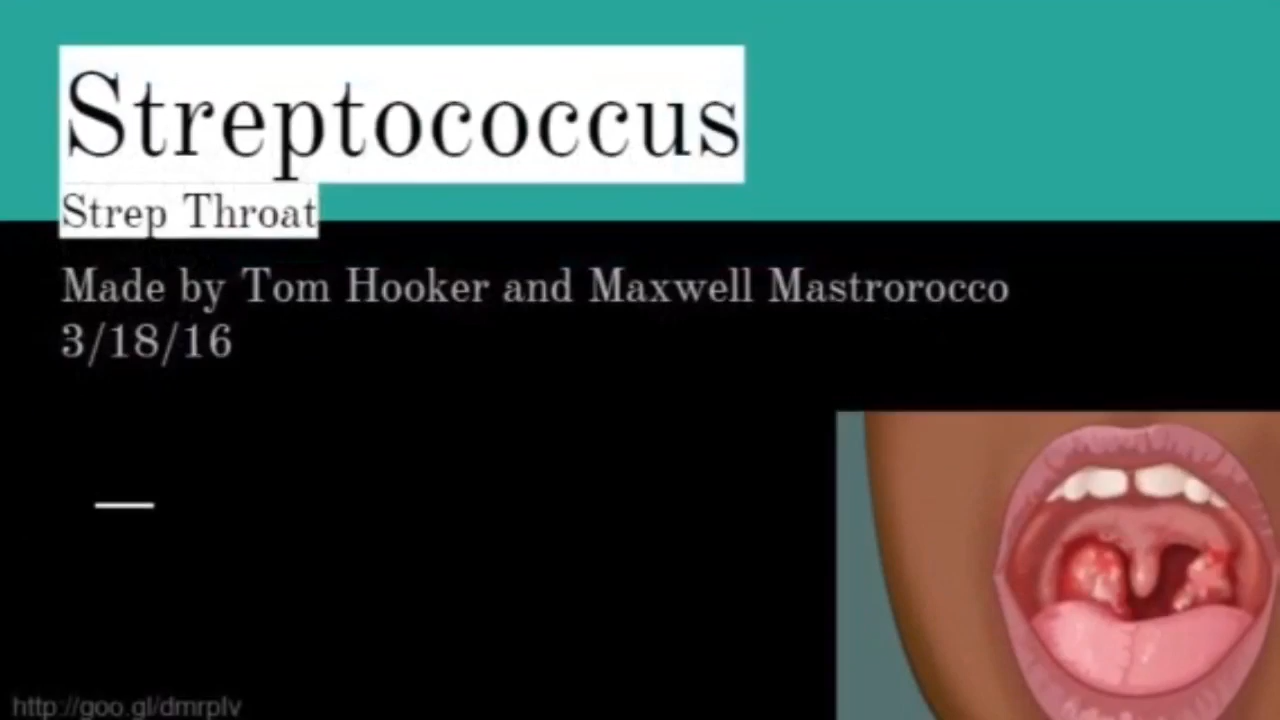 Streptococcus
Strep Throat
Made by Tom Hooker and Maxwell Mastrorocco
3/18/16
http://goo.gl/dmrplv